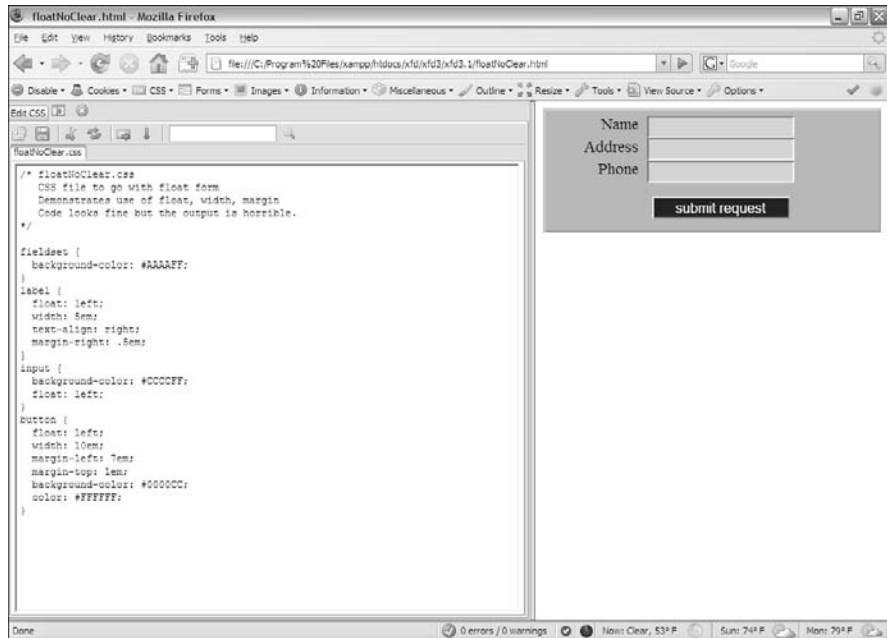 floatNoClear.html - Mozilla Firefox
File Edit View History Bookmarks Tools Help
file:///C:/Program%20Files/xampp/htdocs/xfd/xfd3/xfd3.1/floatNoClear.html
Google
Disable Cookies CSS Forms Images Information Miscellaneous Outline Resize Tools View Source Options
Edit CSS
floatNoClear.css
/* floatNoClear.css
CSS file to go with float form
Demonstrates use of float, width, margin
Code looks fine but the output is horrible.
*/
fieldset {
background-color: #AAAAFF;
}
label {
float: left;
width: 5em;
text-align: right;
margin-right: .5em;
}
input {
background-color: #CCCCFF;
float: left;
}
button {
float: left;
width: 10em;
margin-left: 7em;
margin-top: 1em;
background-color: #0000CC;
color: #FFFFFF;
}
Name
Address
Phone
submit request
Done
0 errors / 0 warnings
Now: Clear, 53° F
Sun: 74° F
Mon: 79° F